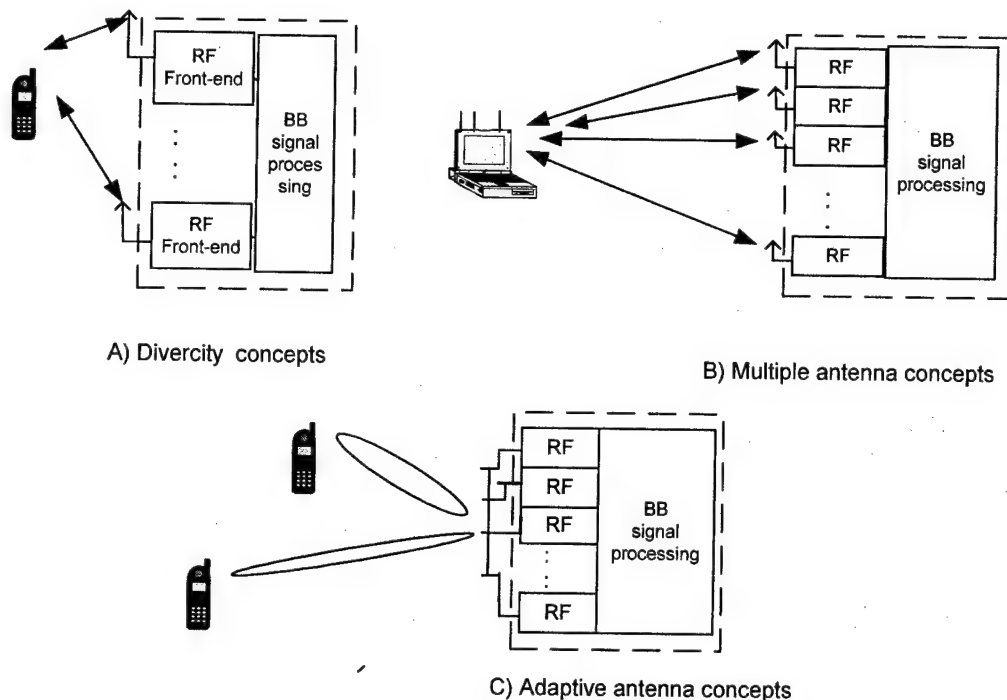 RF
Front-end
BB
signal
proces
sing
RF
Front-end
A) Divercity concepts
RF
RF
RF
BB
signal
processing
RF
B) Multiple antenna concepts
RF
RF
RF
BB
signal
processing
RF
C) Adaptive antenna concepts